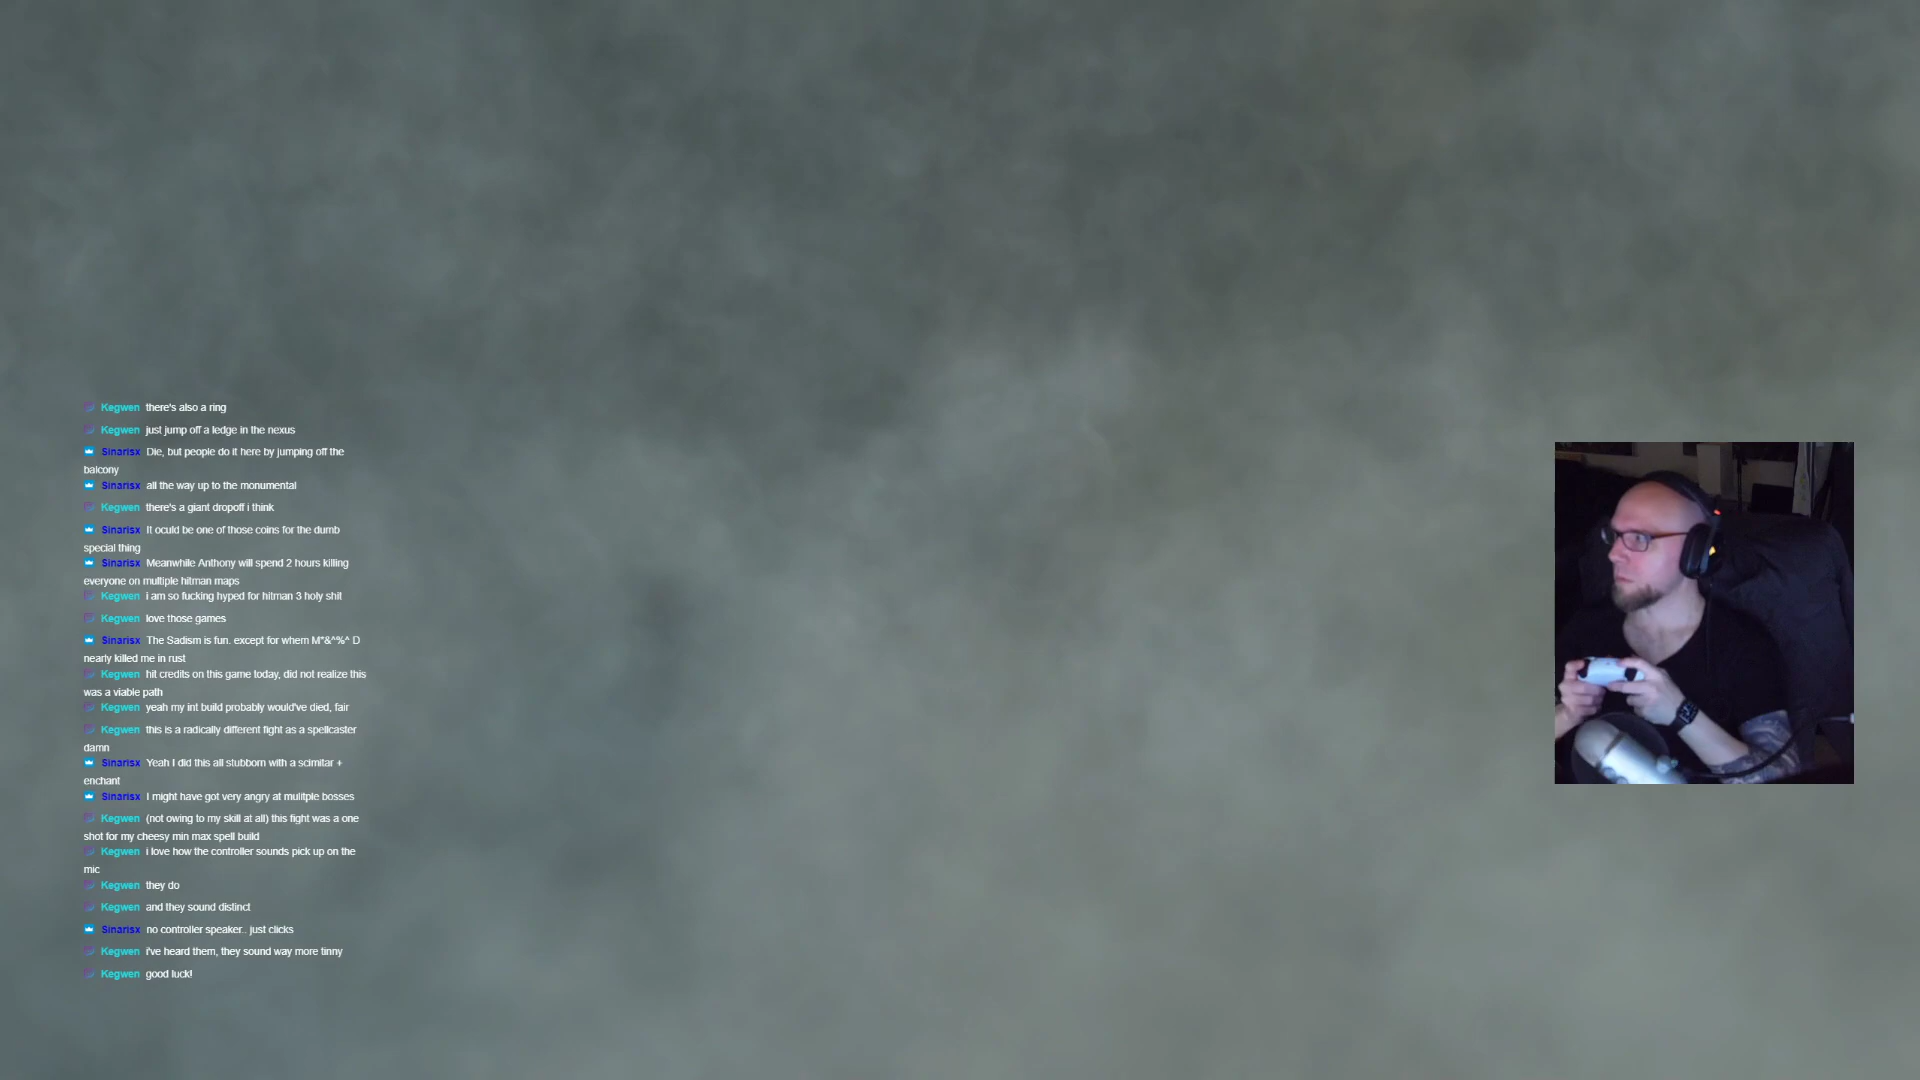 Kegwen there's also a ring
Kegwen just jump off a ledge in the nexus
Sinarisx Die, but people do it here by jumping off the
balcony
Sinarisx all the way up to the monumental
Kegwen there's a giant dropoff i think
Sinarisx It oculd be one of those coins for the dumb
special thing
Sinarisx Meanwhile Anthony will spend 2 hours killing
everyone on multiple hitman maps
Kegwen i am so fucking hyped for hitman 3 holy shit
Kegwen love those games
Sinarisx The Sadism is fun. except for whem M"&^%^ D
nearly killed me in rust
Kegwen hit credits on this game today, did not realize this
was a viable path
Kegwen yeah my int build probably would've died, fair
Kegwen this is a radically different fight as a spellcaster
damn
Sinarisx Yeah I did this all stubborn with a scimitar +
enchant
Sinarisx I might have got very angry at mulitple bosses
Kegwen (not owing to my skill at all) this fight was a one
shot for my cheesy min max spell build
Kegwen i love how the controller sounds pick up on the
mic
Kegwen they do
Kegwen and they sound distinct
Sinarisx no controller speaker.. just clicks
Kegwen i've heard them, they sound way more tinny
Kegwen good luck!